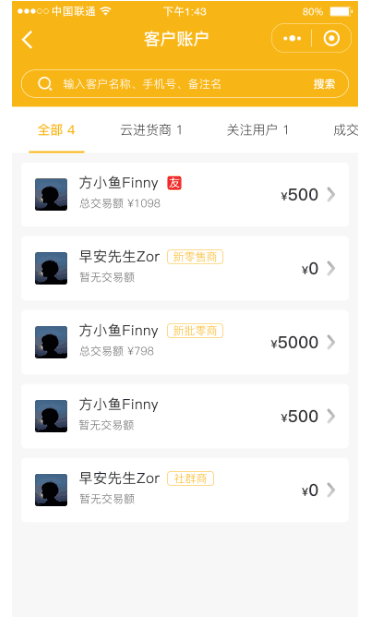 中国联通 下午1:43 80%
客户账户
输入客户名称、手机号、备注名 搜索
全部 4 云进货商 1 关注用户 1 成交
方小鱼Finny 友
总交易额 ¥1098
¥500
早安先生Zor 新零售商
暂无交易额
¥0
方小鱼Finny 新批零商
总交易额 ¥798
¥5000
方小鱼Finny
暂无交易额
¥500
早安先生Zor 社群商
暂无交易额
¥0